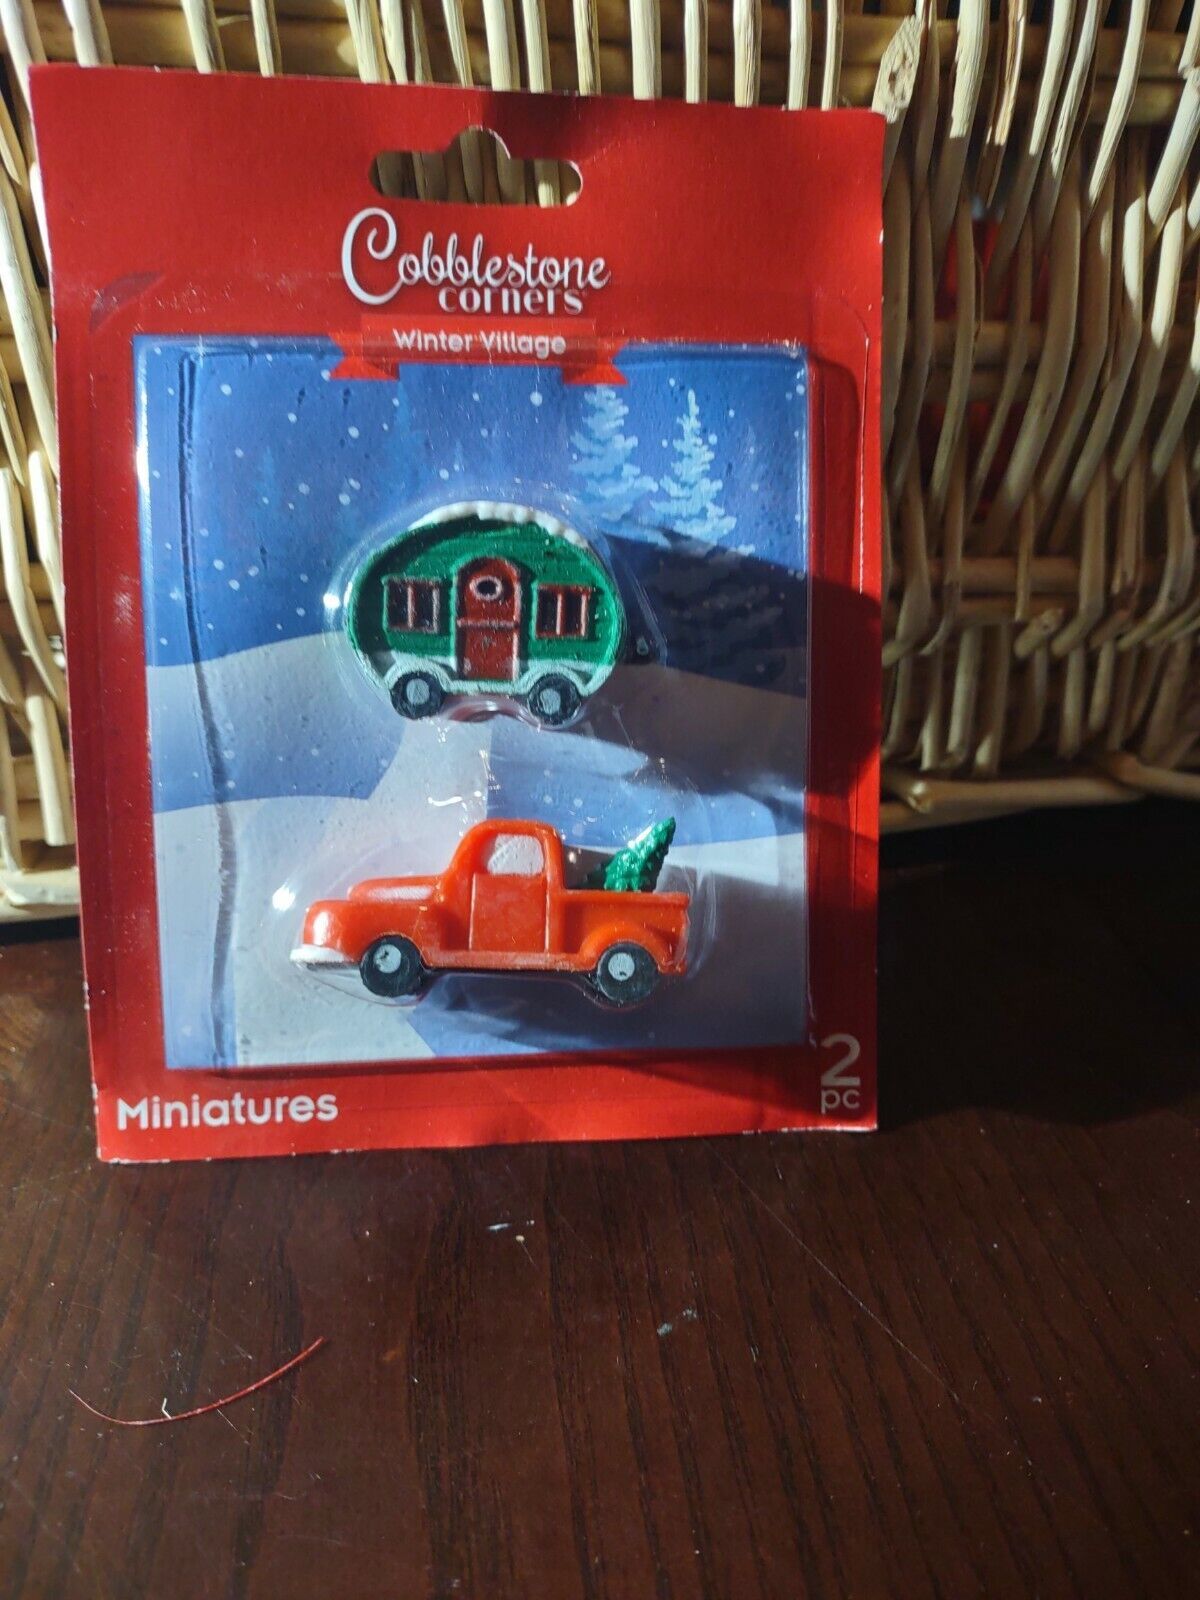 Cobblestone
corners
Winter Village
Miniatures
2
pc